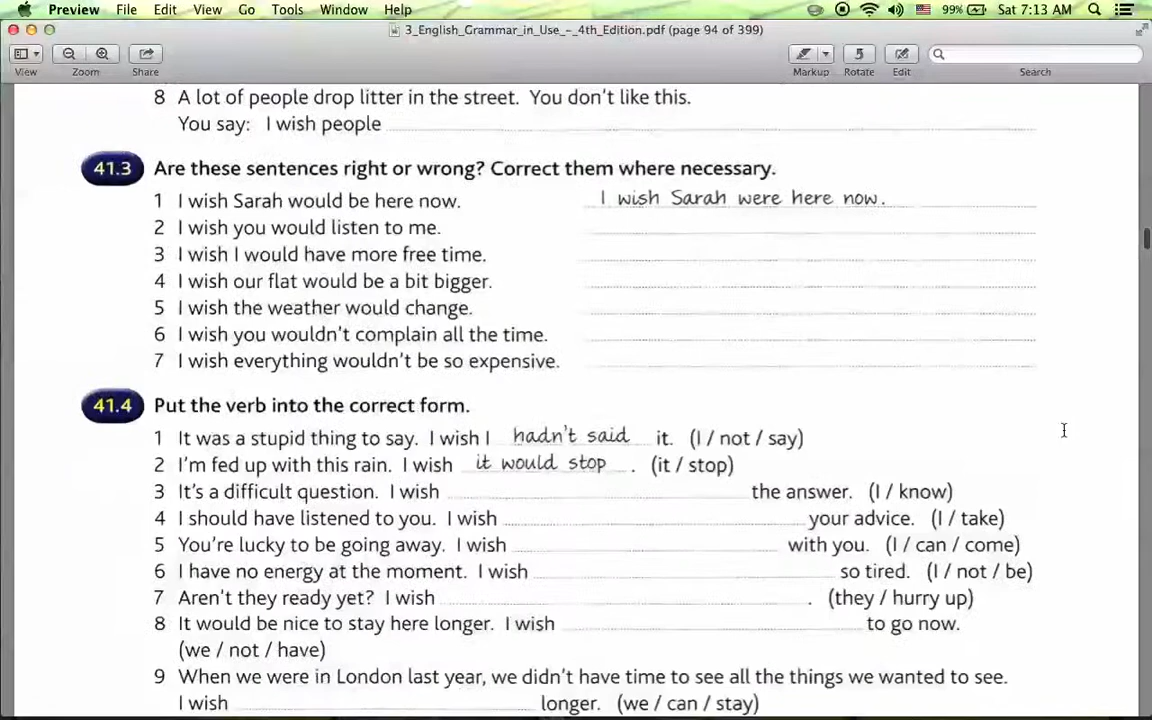 Preview File Edit View Go Tools Window Help 99% Sat 7:13 AM
3_English_Grammar_in_Use_-_4th_Edition.pdf (page 94 of 399)
View Zoom Share Markup Rotate Edit Search
8 A lot of people drop litter in the street. You don't like this.
You say: I wish people
41.3 Are these sentences right or wrong? Correct them where necessary.
1 I wish Sarah would be here now. I wish Sarah were here now.
2 I wish you would listen to me.
3 I wish I would have more free time.
4 I wish our flat would be a bit bigger.
5 I wish the weather would change.
6 I wish you wouldn't complain all the time.
7 I wish everything wouldn't be so expensive.
41.4 Put the verb into the correct form.
1 It was a stupid thing to say. I wish I hadn't said it. (I / not / say)
2 I'm fed up with this rain. I wish it would stop . (it / stop)
3 It's a difficult question. I wish the answer. (I / know)
4 I should have listened to you. I wish your advice. (I / take)
5 You're lucky to be going away. I wish with you. (I / can / come)
6 I have no energy at the moment. I wish so tired. (I / not / be)
7 Aren't they ready yet? I wish . (they / hurry up)
8 It would be nice to stay here longer. I wish to go now.
(we / not / have)
9 When we were in London last year, we didn't have time to see all the things we wanted to see.
I wish longer. (we / can / stay)